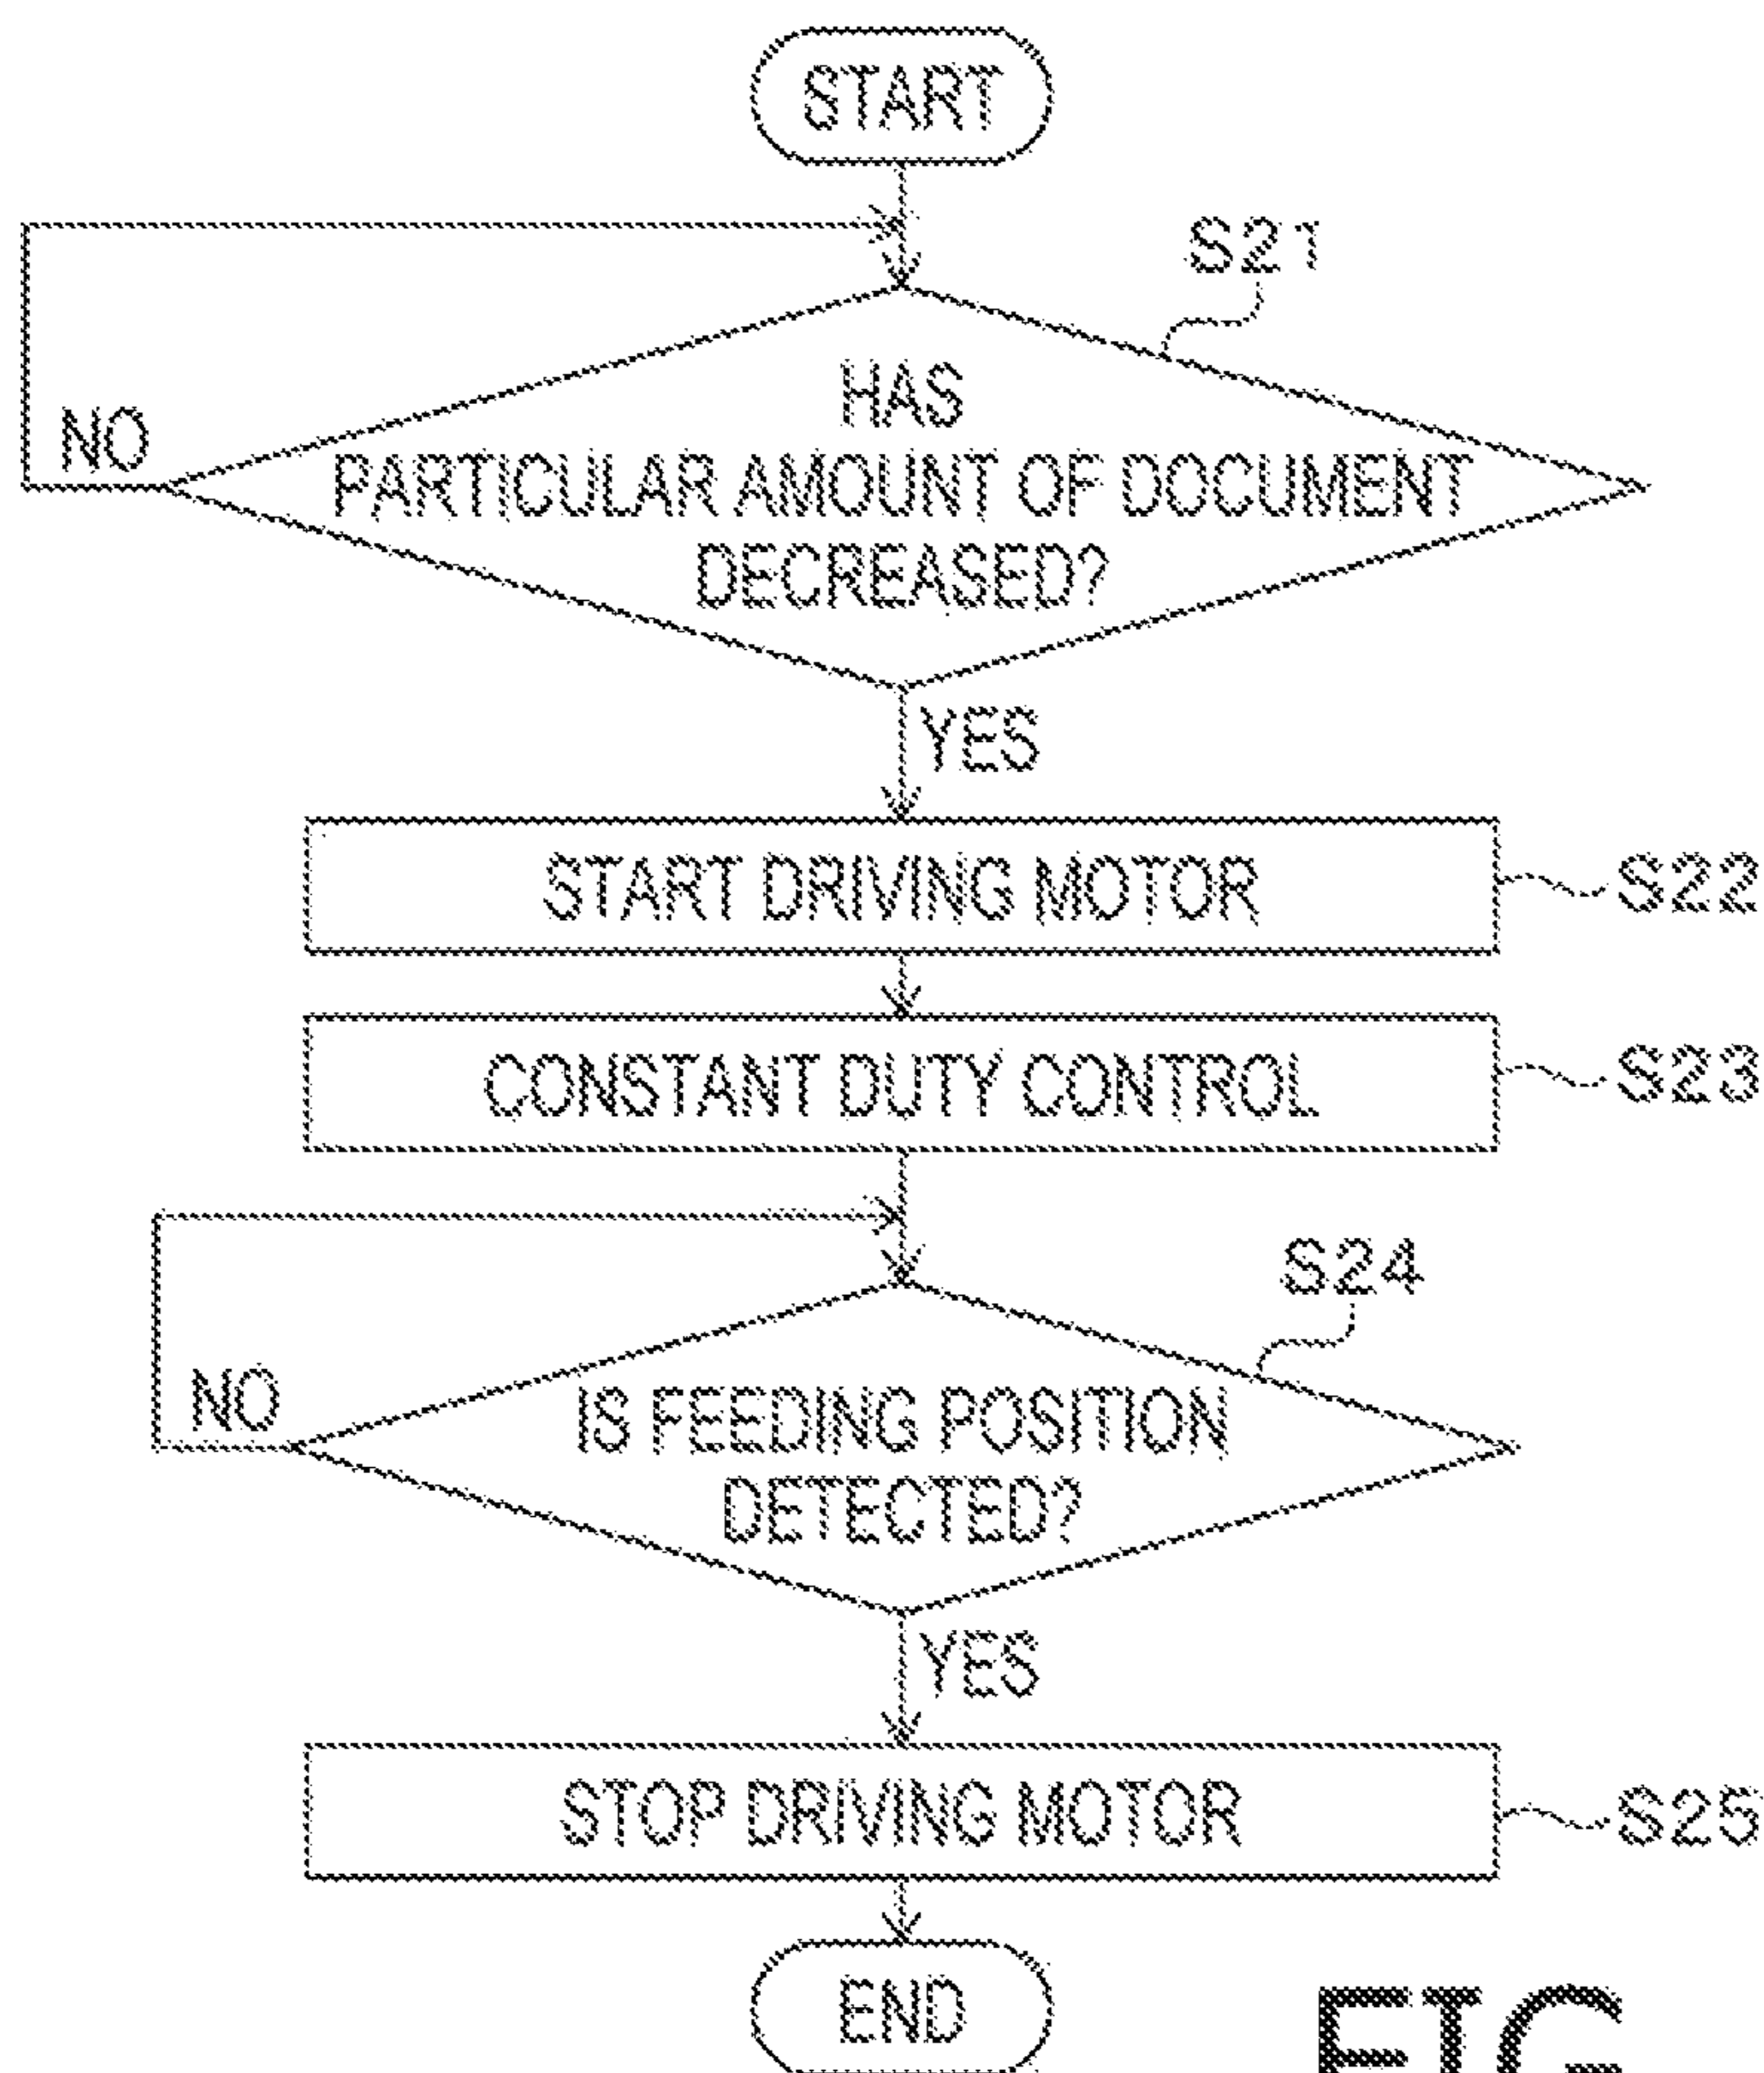 START
S21
HAS
NO
PARTICULAR AMOUNT OF DOCUMENT
DECREASED?
YES
START DRIVING MOTOR
S22
CONSTANT DUTY CONTROL
S23
S24
NO
IS FEEDING POSITION
DETECTED?
YES
STOP DRIVING MOTOR
S25
END
FIG